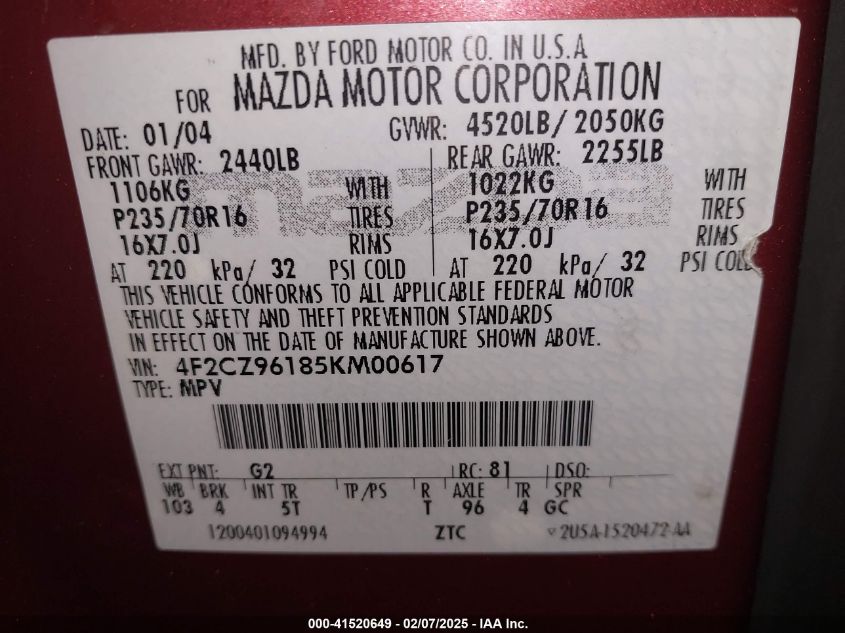 MFD. BY FORD MOTOR CO. IN U.S.A
FOR MAZDA MOTOR CORPORATION
DATE: 01/04 GVWR: 4520LB/ 2050KG
FRONT GAWR: 2440LB REAR GAWR: 2255LB
1106KG WITH 1022KG WITH
P235/70R16 TIRES P235/70R16 TIRES
16X7.0J RIMS 16X7.0J RIMS
AT 220 kPa/ 32 PSI COLD AT 220 kPa/ 32 PSI COLD
mazda
THIS VEHICLE CONFORMS TO ALL APPLICABLE FEDERAL MOTOR
VEHICLE SAFETY AND THEFT PREVENTION STANDARDS
IN EFFECT ON THE DATE OF MANUFACTURE SHOWN ABOVE.
VIN: 4F2CZ96185KM00617
TYPE: MPV
EXT PNT: G2 RC: 81 DSO:
WB BRK INT TR TP/PS R AXLE TR SPR
103 4 5T T 96 4 GC
1200401094994 ZTC V 2U5A-1520472-AA
000-41520649 — 02/07/2025 — IAA Inc.